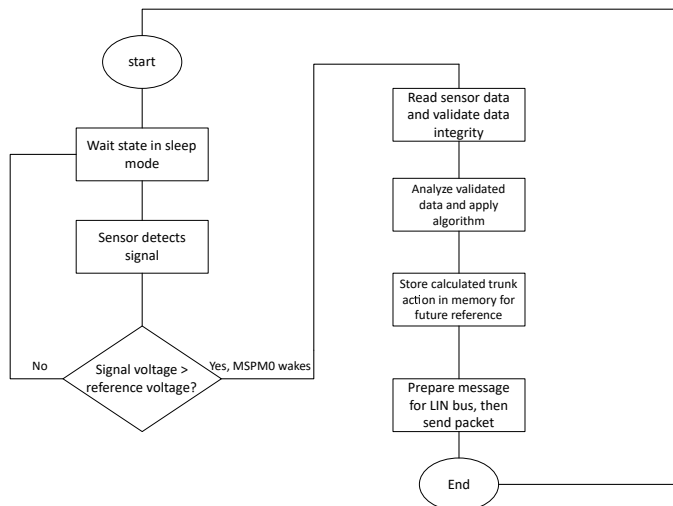 start
Wait state in sleep
mode
Sensor detects
signal
Signal voltage >
reference voltage?
No
Yes, MSPM0 wakes
Read sensor data
and validate data
integrity
Analyze validated
data and apply
algorithm
Store calculated trunk
action in memory for
future reference
Prepare message
for LIN bus, then
send packet
End